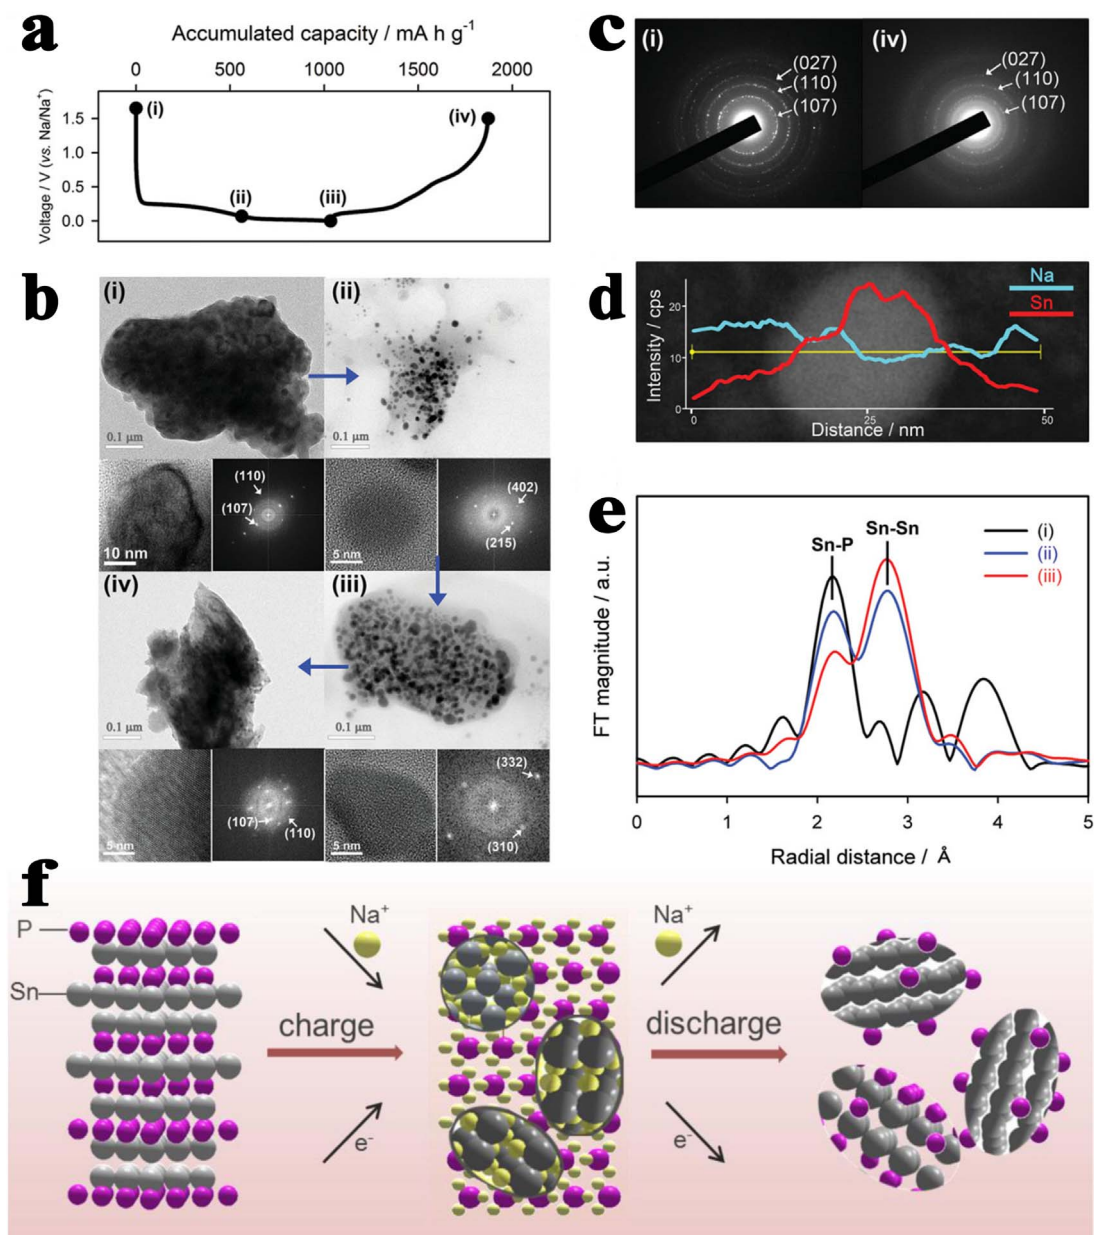 a
Accumulated capacity / mA h g⁻¹
0 500 1000 1500 2000
Voltage / V (vs. Na/Na⁺)
1.5
1.0
0.5
0.0
(i)
(ii)
(iii)
(iv)
b
(i)
0.1 µm
(ii)
0.1 µm
10 nm
(110)
(107)
5 nm
(402)
(215)
(iv)
0.1 µm
(iii)
0.1 µm
5 nm
(107)
(110)
5 nm
(332)
(310)
c
(i)
(027)
(110)
(107)
(iv)
(027)
(110)
(107)
d
Na
Sn
Intensity / cps
20
10
0
0 25 50
Distance / nm
e
Sn-P
Sn-Sn
(i)
(ii)
(iii)
FT magnitude / a.u.
0 1 2 3 4 5
Radial distance / Å
f
P
Sn
Na⁺
charge
e⁻
Na⁺
discharge
e⁻